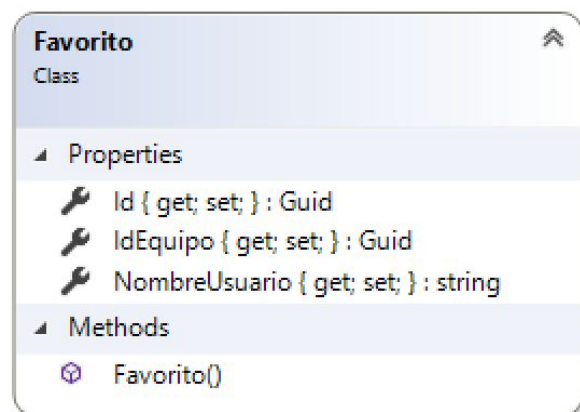 Favorito
Class
Properties
Id { get; set; } : Guid
IdEquipo { get; set; } : Guid
NombreUsuario { get; set; } : string
Methods
Favorito()